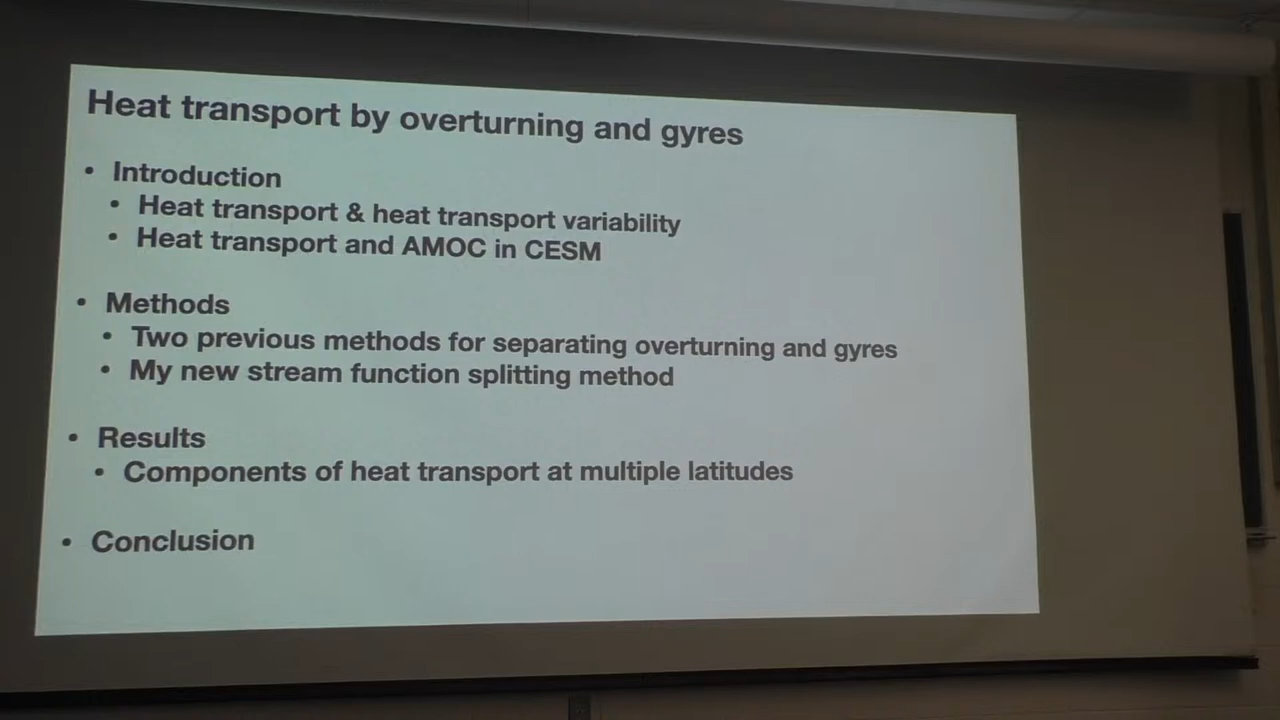 Heat transport by overturning and gyres
• Introduction
• Heat transport & heat transport variability
• Heat transport and AMOC in CESM
• Methods
• Two previous methods for separating overturning and gyres
• My new stream function splitting method
• Results
• Components of heat transport at multiple latitudes
• Conclusion